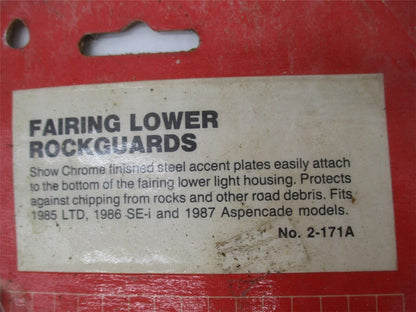 FAIRING LOWER
ROCKGUARDS
Show Chrome finished steel accent plates easily attach
to the bottom of the fairing lower light housing. Protects
against chipping from rocks and other road debris. Fits
1985 LTD, 1986 SE-i and 1987 Aspencade models.
No. 2-171A